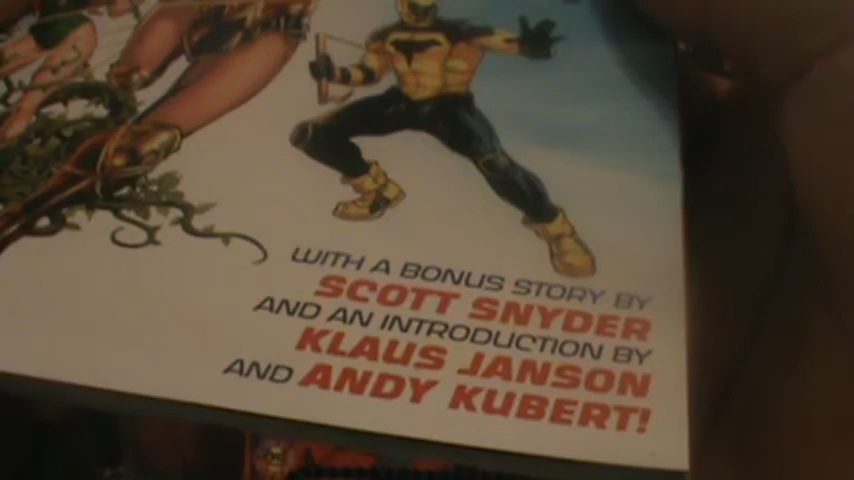 WITH A BONUS STORY BY
SCOTT SNYDER
AND AN INTRODUCTION BY
KLAUS JANSON
AND ANDY KUBERT!